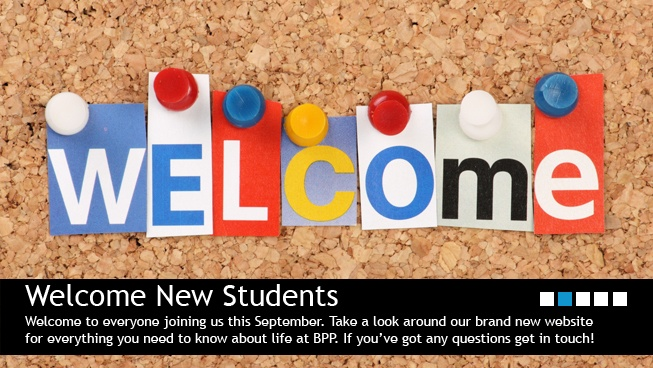 WELCome
Welcome New Students
Welcome to everyone joining us this September. Take a look around our brand new website
for everything you need to know about life at BPP. If you've got any questions get in touch!